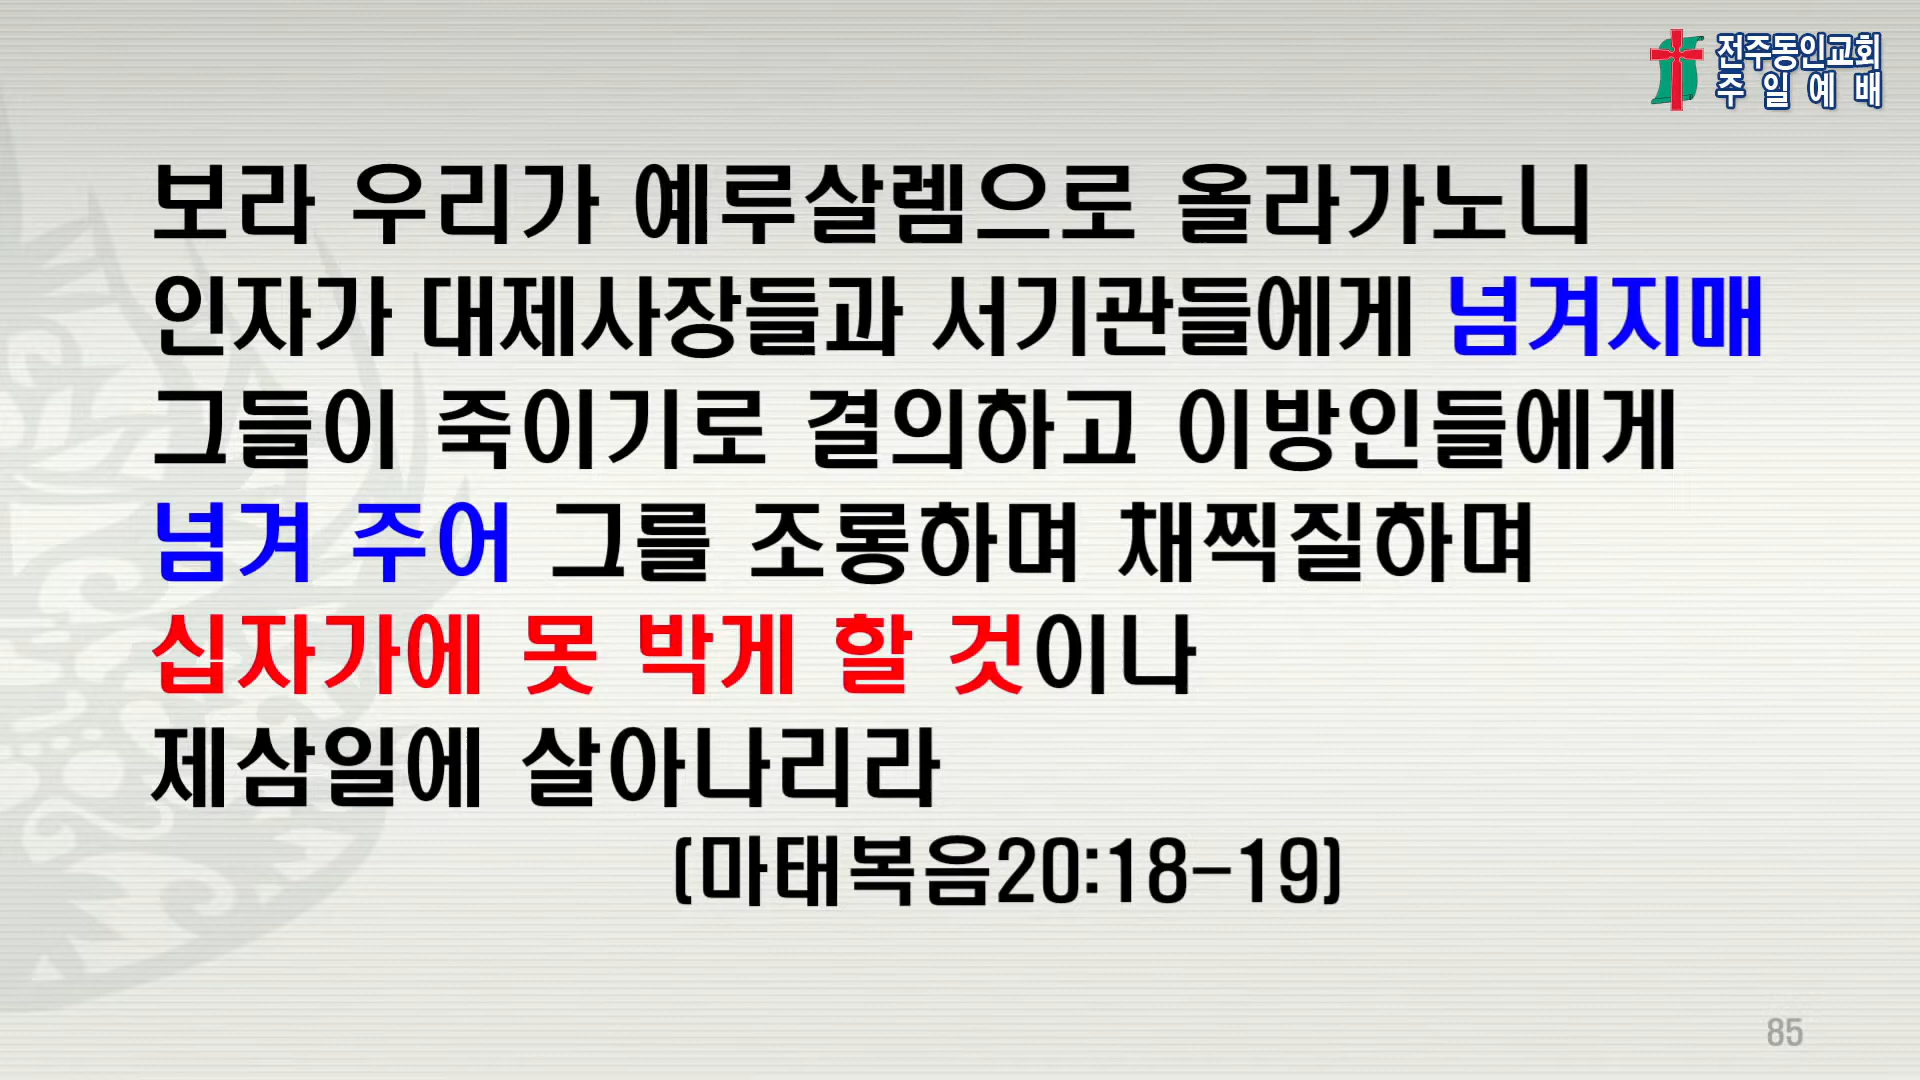 전주동인교회
주일예배
보라 우리가 예루살렘으로 올라가노니
인자가 대제사장들과 서기관들에게 넘겨지매
그들이 죽이기로 결의하고 이방인들에게
넘겨 주어 그를 조롱하며 채찍질하며
십자가에 못 박게 할 것이나
제삼일에 살아나리라
(마태복음20:18-19)
85